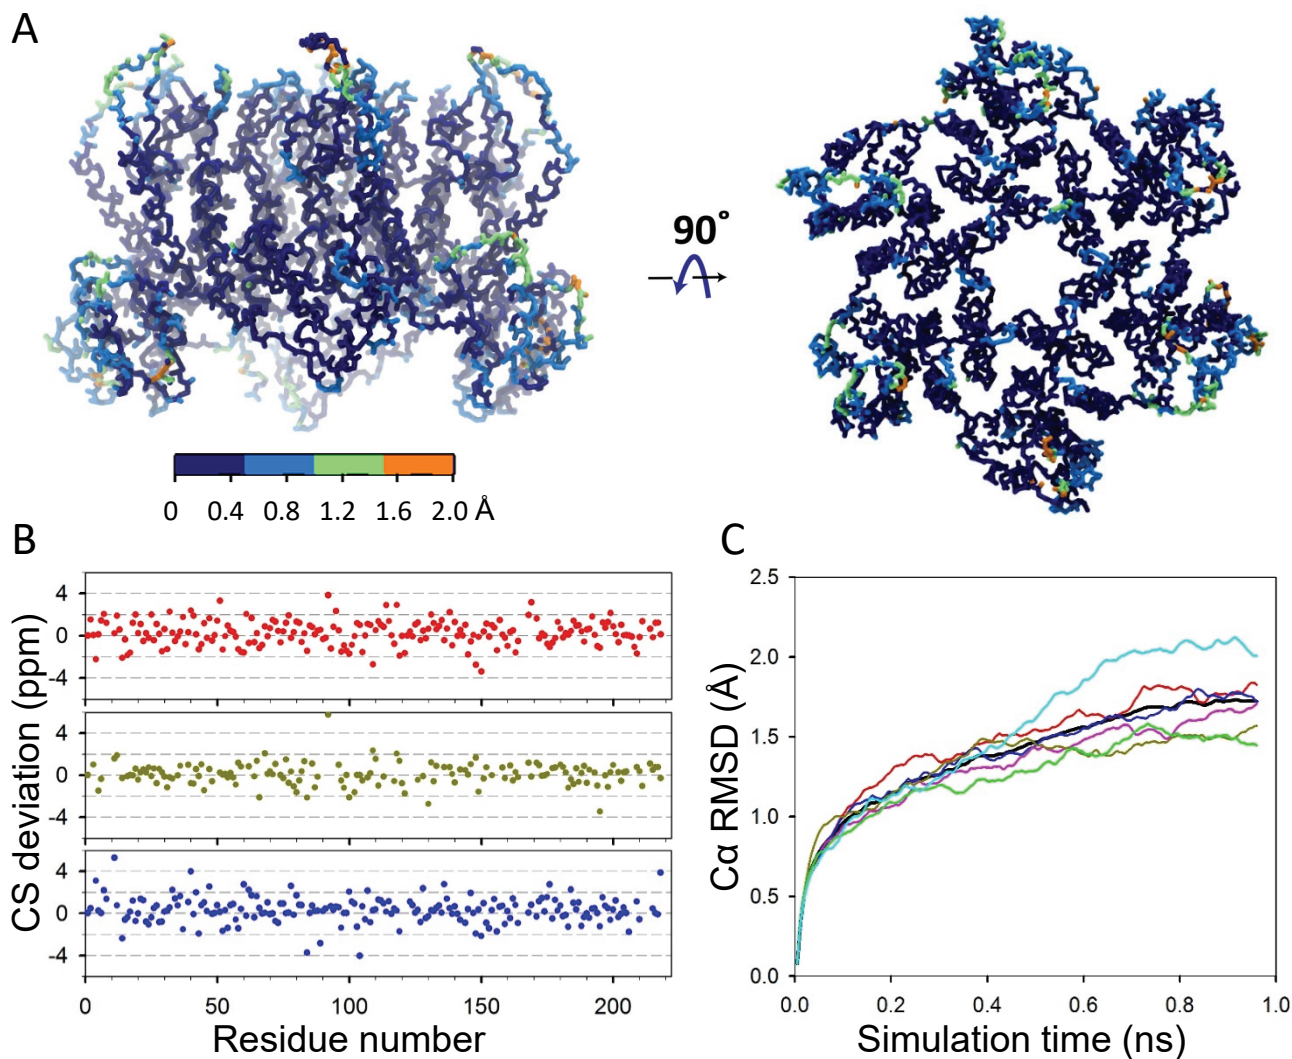 A
90°
0 0.4 0.8 1.2 1.6 2.0 Å
B
CS deviation (ppm)
4
0
-4
4
0
-4
4
0
-4
0 50 100 150 200
Residue number
C
Cα RMSD (Å)
2.5
2.0
1.5
1.0
0.5
0.0
0.0 0.2 0.4 0.6 0.8 1.0
Simulation time (ns)